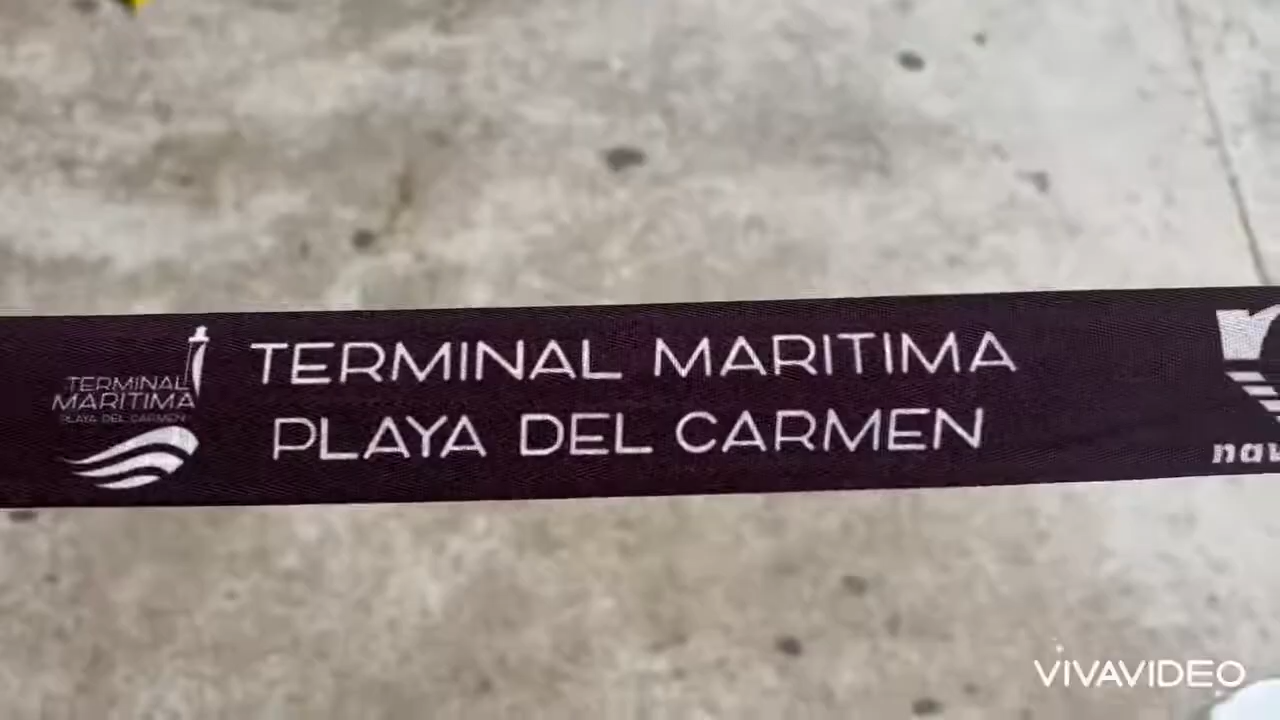 TERMINAL
MARITIMA
PLAYA DEL CARMEN
TERMINAL MARITIMA
PLAYA DEL CARMEN
VIVAVIDEO